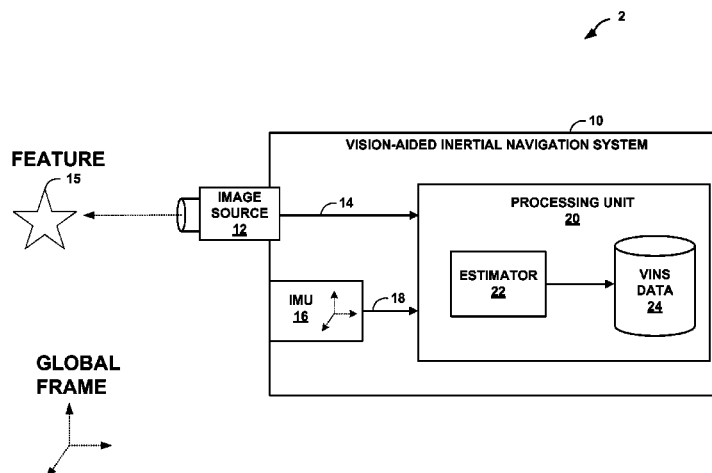 2
10
VISION-AIDED INERTIAL NAVIGATION SYSTEM
FEATURE
15
IMAGE
SOURCE
12
14
PROCESSING UNIT
20
ESTIMATOR
22
VINS
DATA
24
IMU
16
18
GLOBAL
FRAME